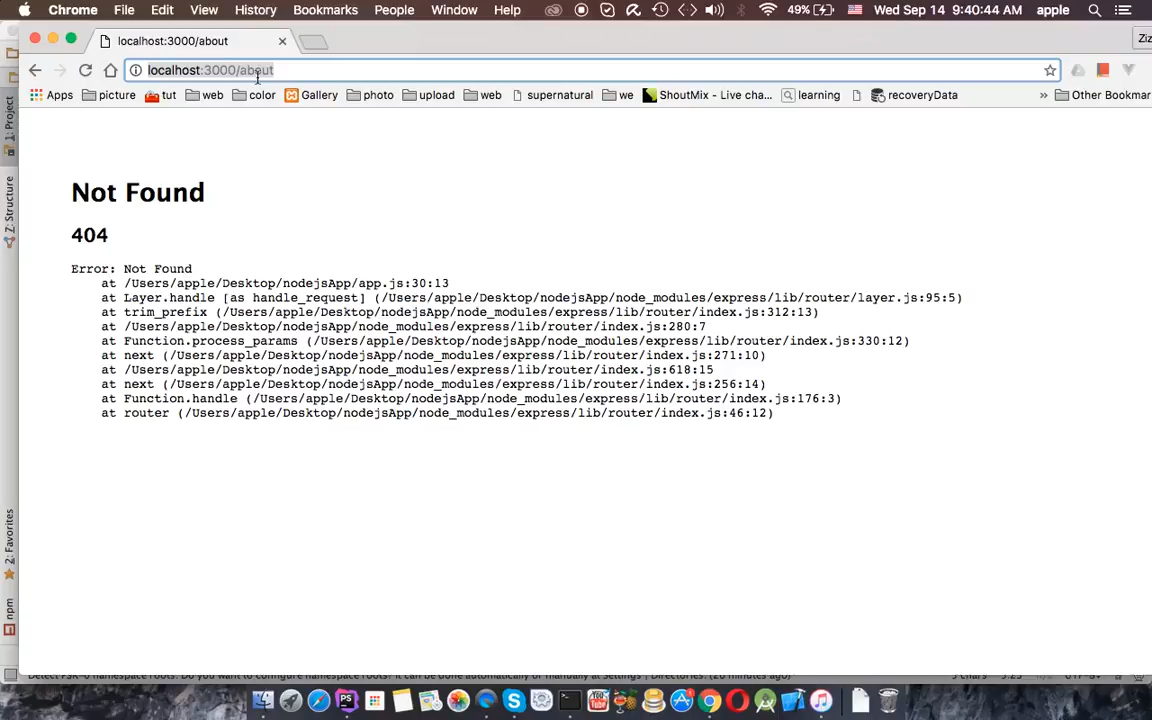 Chrome File Edit View History Bookmarks People Window Help 49% Wed Sep 14 9:40:44 AM apple
localhost:3000/about
localhost:3000/about
Apps picture tut web color Gallery photo upload web supernatural we ShoutMix - Live cha... learning recoveryData » Other Bookmar
1: Project
Z: Structure
2: Favorites
npm
Not Found
404
Error: Not Found
at /Users/apple/Desktop/nodejsApp/app.js:30:13
at Layer.handle [as handle_request] (/Users/apple/Desktop/nodejsApp/node_modules/express/lib/router/layer.js:95:5)
at trim_prefix (/Users/apple/Desktop/nodejsApp/node_modules/express/lib/router/index.js:312:13)
at /Users/apple/Desktop/nodejsApp/node_modules/express/lib/router/index.js:280:7
at Function.process_params (/Users/apple/Desktop/nodejsApp/node_modules/express/lib/router/index.js:330:12)
at next (/Users/apple/Desktop/nodejsApp/node_modules/express/lib/router/index.js:271:10)
at /Users/apple/Desktop/nodejsApp/node_modules/express/lib/router/index.js:618:15
at next (/Users/apple/Desktop/nodejsApp/node_modules/express/lib/router/index.js:256:14)
at Function.handle (/Users/apple/Desktop/nodejsApp/node_modules/express/lib/router/index.js:176:3)
at router (/Users/apple/Desktop/nodejsApp/node_modules/express/lib/router/index.js:46:12)